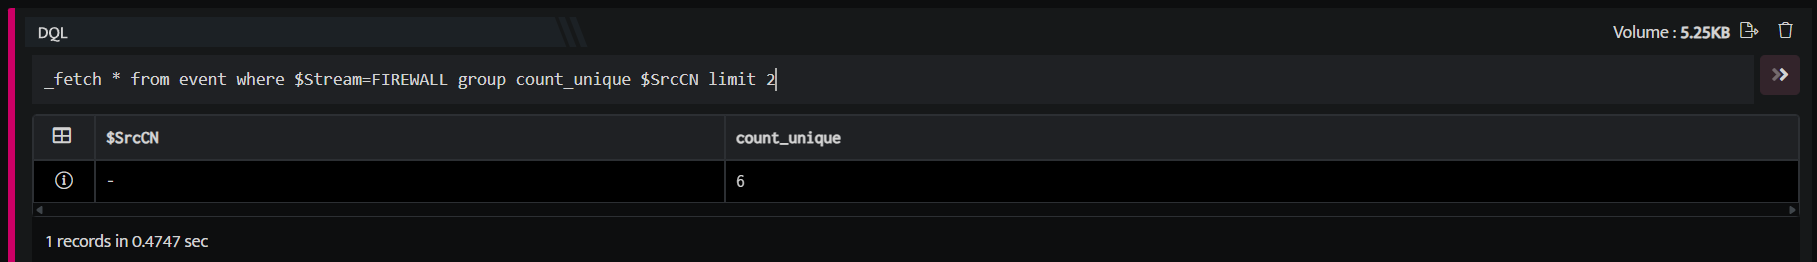 DQL
Volume : 5.25KB
_fetch * from event where $Stream=FIREWALL group count_unique $SrcCN limit 2
$SrcCN count_unique
- 6
1 records in 0.4747 sec